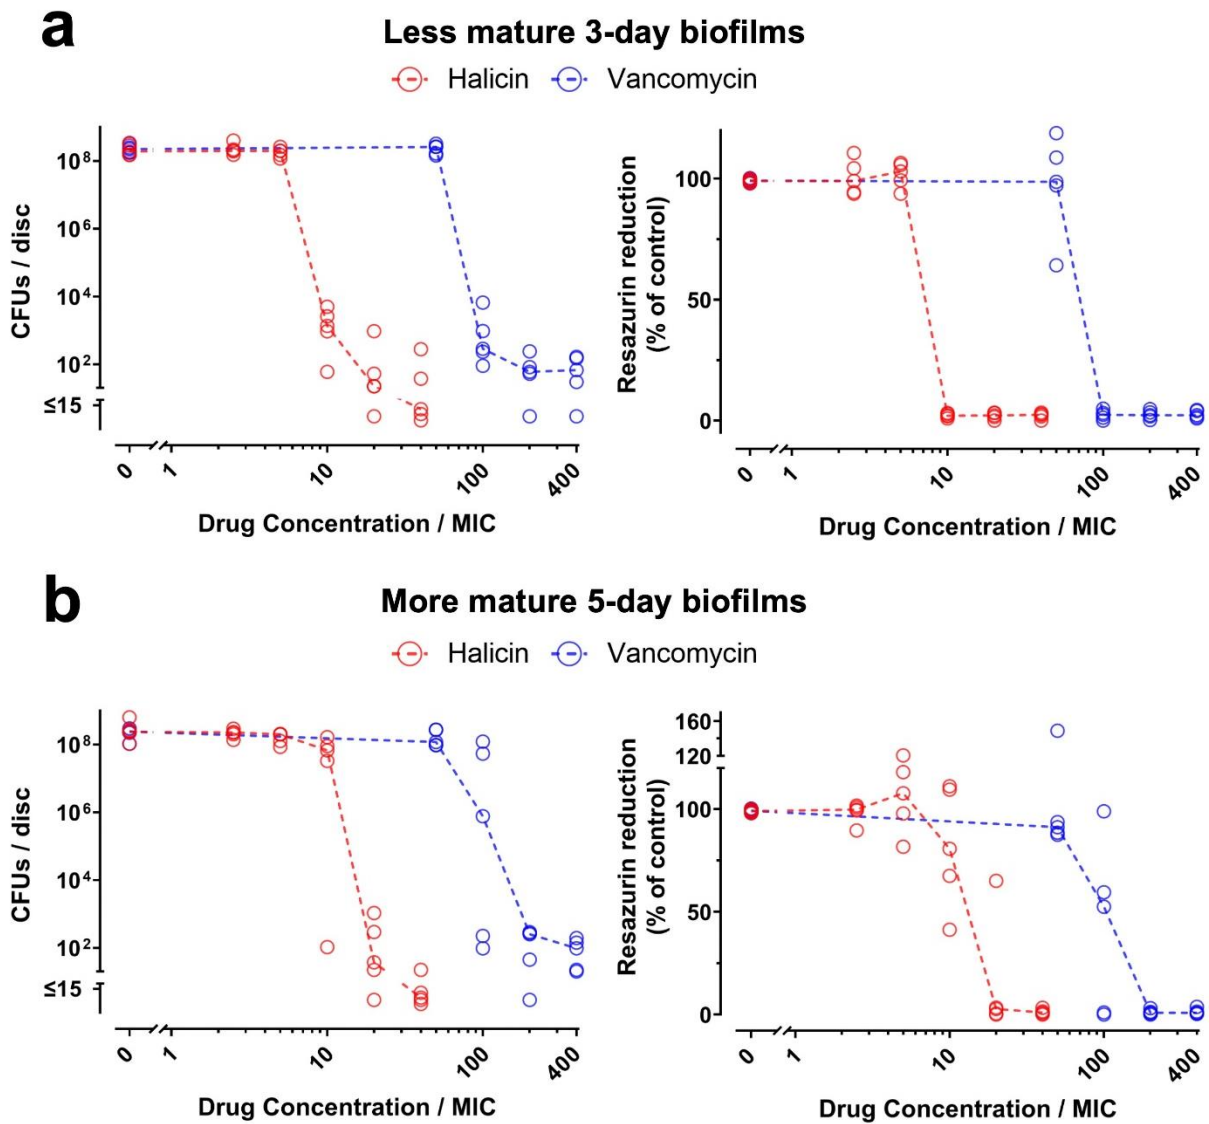 a
Less mature 3-day biofilms
Halicin Vancomycin
CFUs / disc
10⁸
10⁶
10⁴
10²
≤15
0 1 10 100 400
Drug Concentration / MIC
Resazurin reduction
(% of control)
100
50
0
0 1 10 100 400
Drug Concentration / MIC
b
More mature 5-day biofilms
Halicin Vancomycin
CFUs / disc
10⁸
10⁶
10⁴
10²
≤15
0 1 10 100 400
Drug Concentration / MIC
Resazurin reduction
(% of control)
160
120
100
50
0
0 1 10 100 400
Drug Concentration / MIC